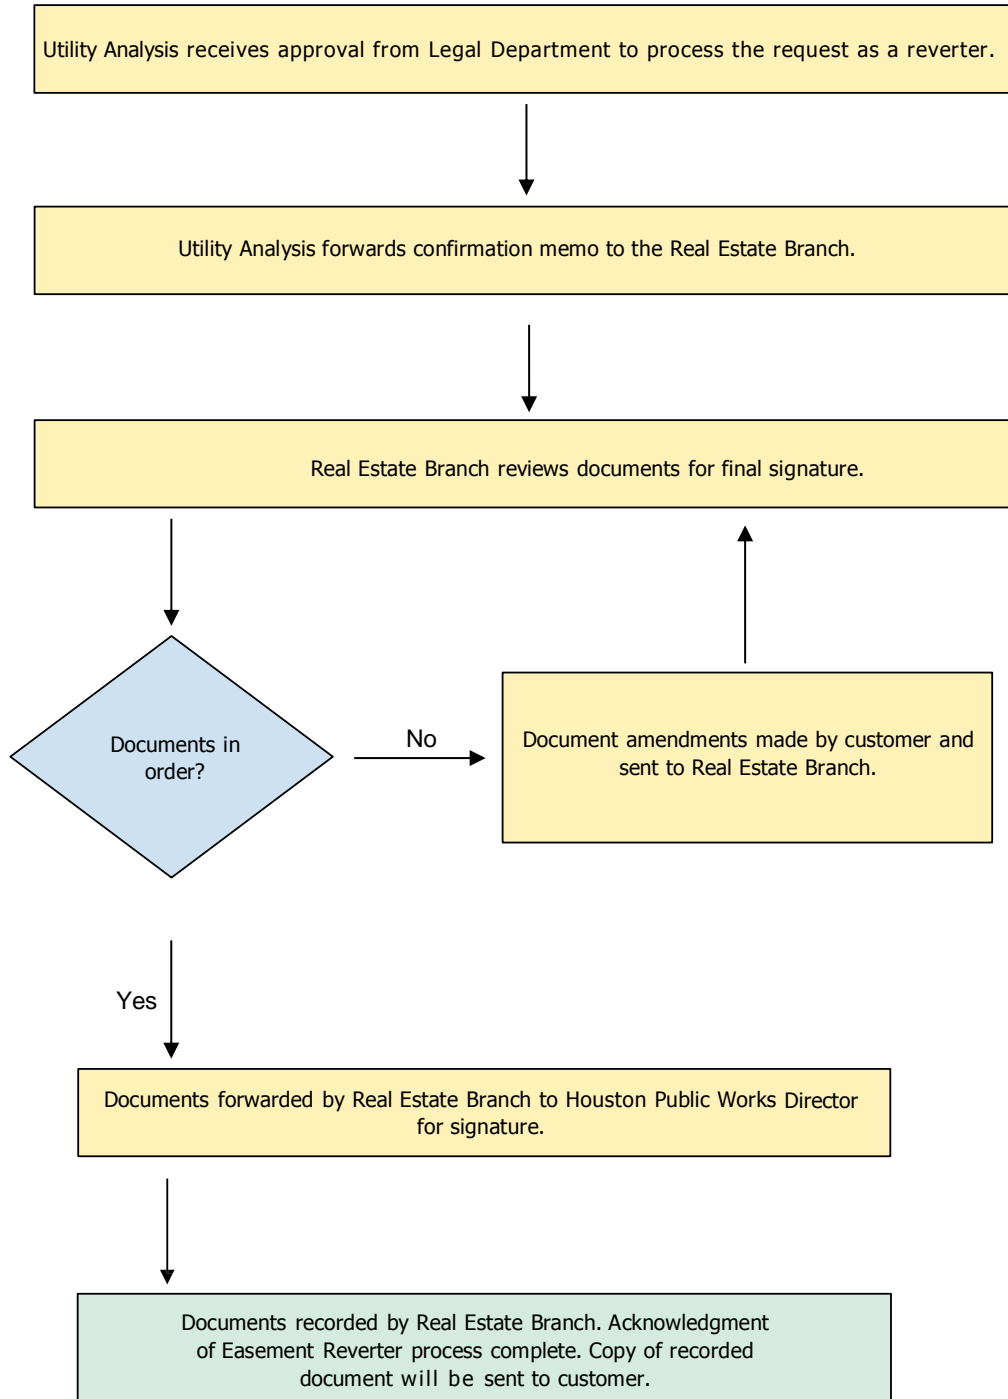 Utility Analysis receives approval from Legal Department to process the request as a reverter.
Utility Analysis forwards confirmation memo to the Real Estate Branch.
Real Estate Branch reviews documents for final signature.
Documents in
order?
No
Document amendments made by customer and
sent to Real Estate Branch.
Yes
Documents forwarded by Real Estate Branch to Houston Public Works Director
for signature.
Documents recorded by Real Estate Branch. Acknowledgment
of Easement Reverter process complete. Copy of recorded
document will be sent to customer.